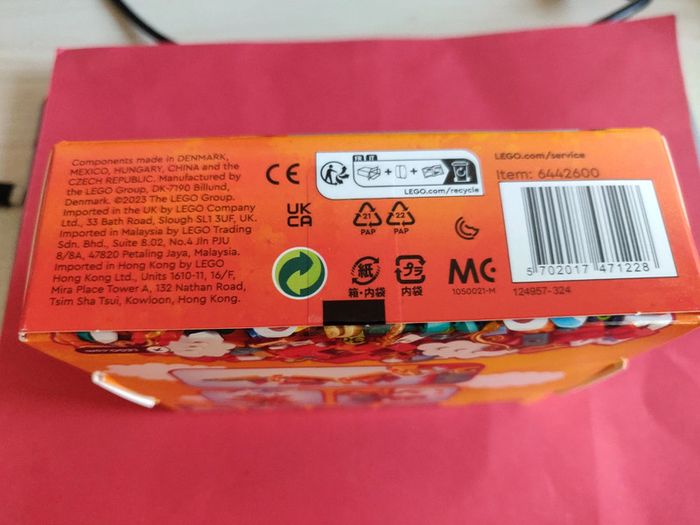 Components made in DENMARK,
MEXICO, HUNGARY, CHINA and the
CZECH REPUBLIC. Manufactured by
the LEGO Group, DK-7190 Billund,
Denmark. ©2023 The LEGO Group.
Imported in the UK by LEGO Company
Ltd., 33 Bath Road, Slough SL1 3UF, UK.
Imported in Malaysia by LEGO Trading
Sdn. Bhd., Suite 8.02, No.4 Jln PJU
8/8A, 47820 Petaling Jaya, Malaysia.
Imported in Hong Kong by LEGO
Hong Kong Ltd., Units 1610-11, 16/F,
Mira Place Tower A, 132 Nathan Road,
Tsim Sha Tsui, Kowloon, Hong Kong.
CE
UK
CA
FR IT
+ +
LEGO.com/recycle
21
PAP
22
PAP
紙
箱・内袋
プラ
内袋
MC
1050021-M
LEGO.com/service
Item: 6442600
5 702017 471228
124957-324